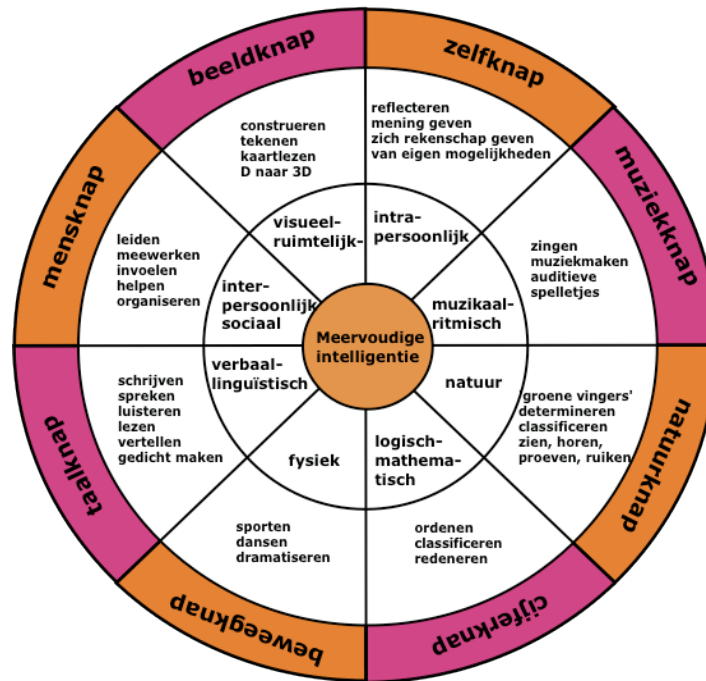 beeldknap
zelfknap
muziekknap
natuurknap
cijferknap
beweegknap
taalknap
mensknap
construeren
tekenen
kaartlezen
D naar 3D
reflecteren
mening geven
zich rekenschap geven
van eigen mogelijkheden
zingen
muziekmaken
auditieve
spelletjes
'groene vingers'
determineren
classificeren
zien, horen,
proeven, ruiken
ordenen
classificeren
redeneren
sporten
dansen
dramatiseren
schrijven
spreken
luisteren
lezen
vertellen
gedicht maken
leiden
meewerken
invoelen
helpen
organiseren
visueel-
ruimtelijk-
intra-
persoonlijk
muzikaal-
ritmisch
natuur
logisch-
mathema-
tisch
fysiek
verbaal-
linguïstisch
inter-
persoonlijk
sociaal
Meervoudige
intelligentie